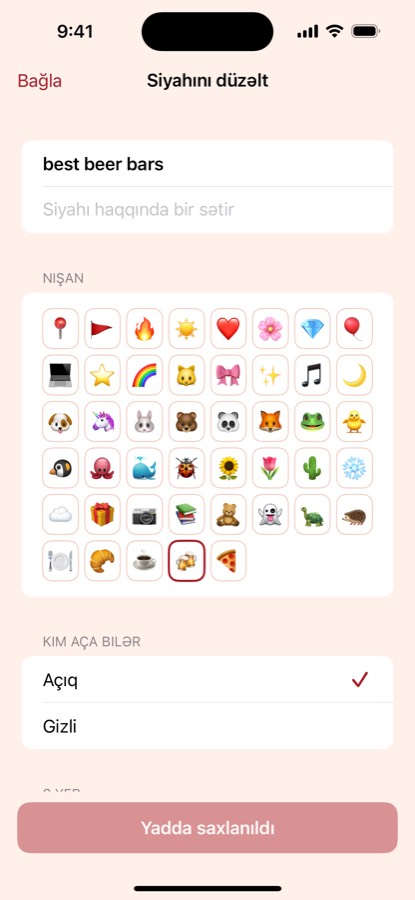 9:41
Bağla
Siyahını düzəlt
best beer bars
Siyahı haqqında bir sətir
NIŞAN
KIM AÇA BILƏR
Açıq
Gizli
Yadda saxlanıldı